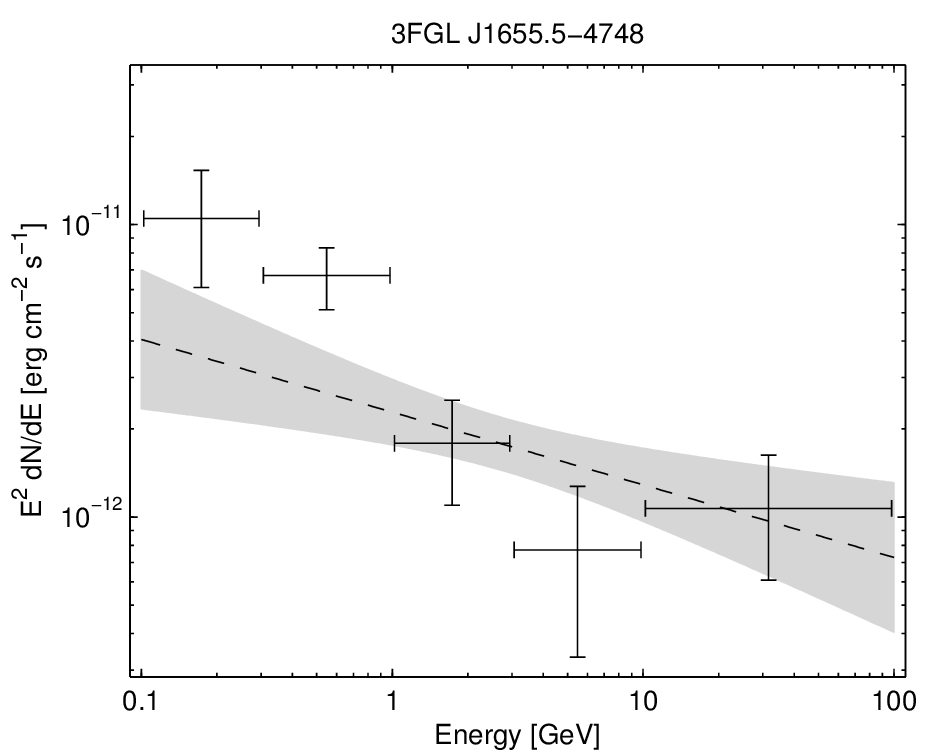 3FGL J1655.5−4748
E² dN/dE [erg cm⁻² s⁻¹]
10⁻¹¹
10⁻¹²
0.1 1 10 100
Energy [GeV]